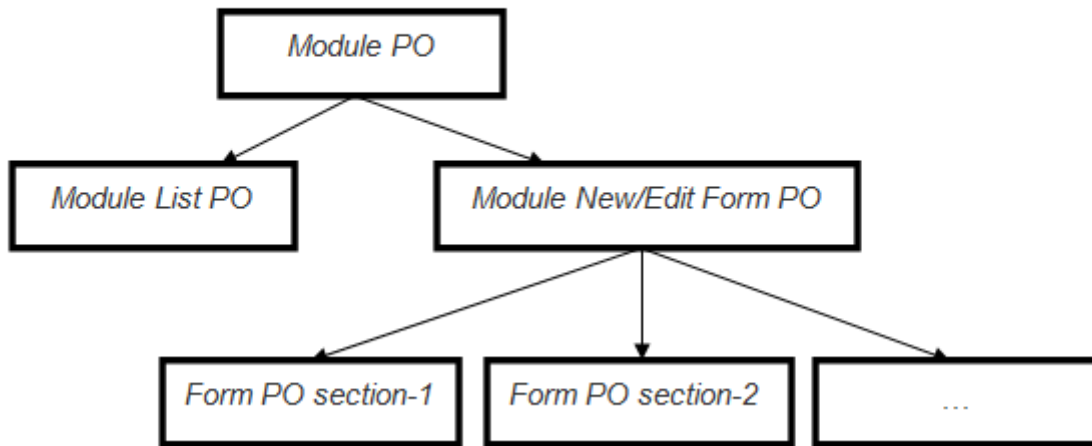 Module PO
Module List PO
Module New/Edit Form PO
Form PO section-1
Form PO section-2
...